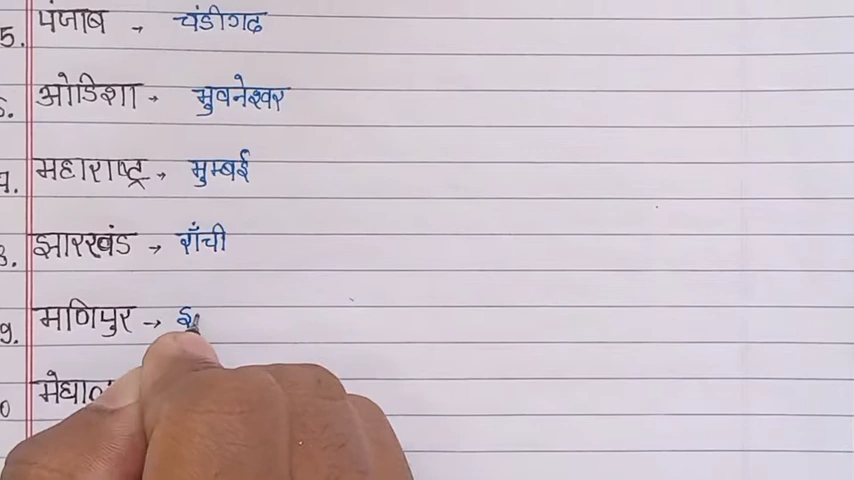 5. पंजाब → चंडीगढ
6. ओडिशा → भुवनेश्वर
7. महाराष्ट्र → मुम्बई
8. झारखंड → राँची
9. मणिपुर → इ